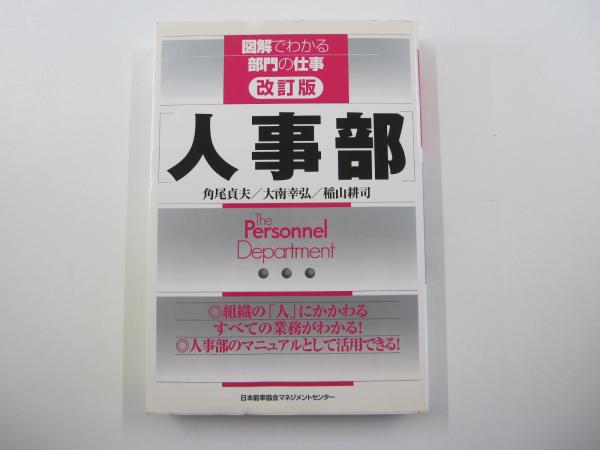 図解でわかる
部門の仕事
改訂版
[人事部]
角尾貞夫／大南幸弘／稲山耕司
The
Personnel
Department
◎組織の「人」にかかわる
すべての業務がわかる!
◎人事部のマニュアルとして活用できる!
日本能率協会マネジメントセンター